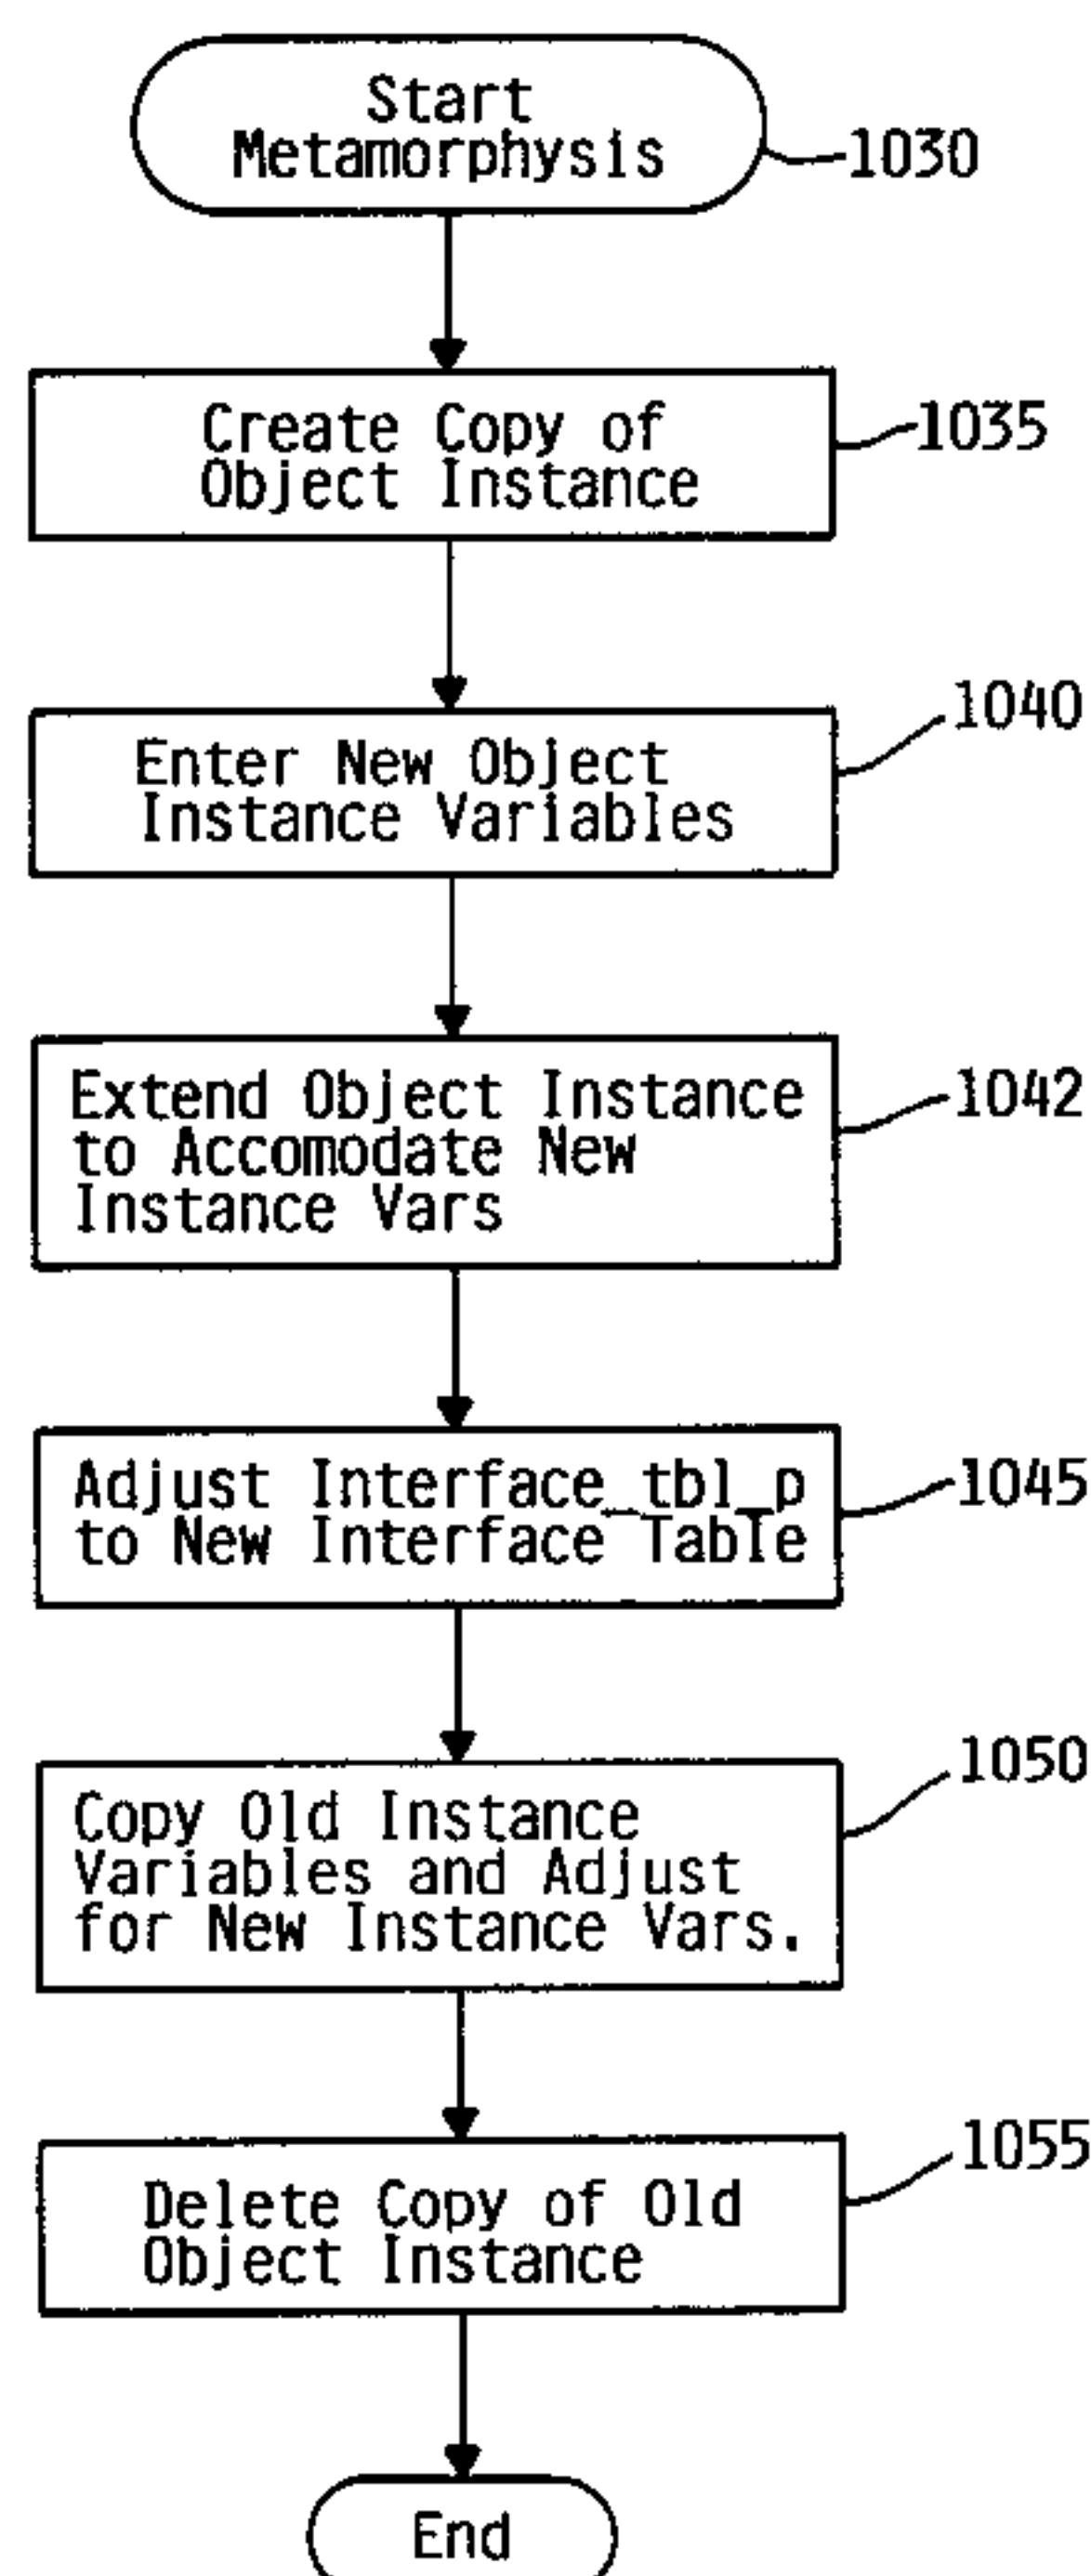 Start
Metamorphysis
1030
Create Copy of
Object Instance
1035
Enter New Object
Instance Variables
1040
Extend Object Instance
to Accomodate New
Instance Vars
1042
Adjust Interface_tbl_p
to New Interface Table
1045
Copy Old Instance
Variables and Adjust
for New Instance Vars.
1050
Delete Copy of Old
Object Instance
1055
End